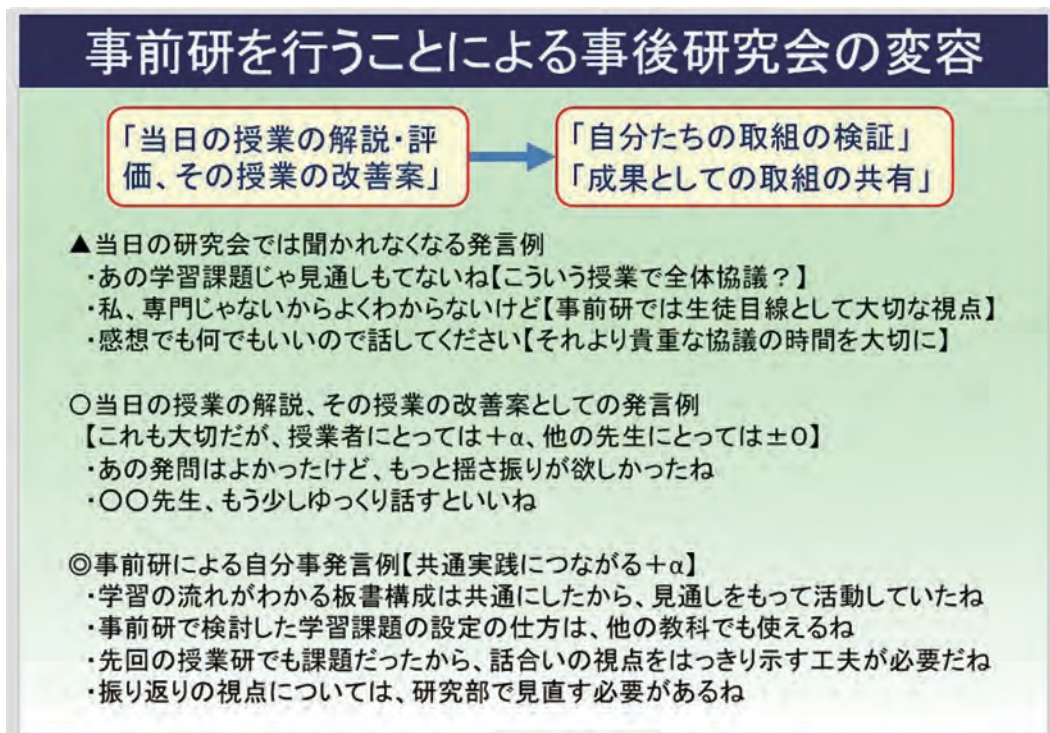 事前研を行うことによる事後研究会の変容
「当日の授業の解説・評
価、その授業の改善案」
「自分たちの取組の検証」
「成果としての取組の共有」
▲当日の研究会では聞かれなくなる発言例
・あの学習課題じゃ見通しもてないね【こういう授業で全体協議？】
・私、専門じゃないからよくわからないけど【事前研では生徒目線として大切な視点】
・感想でも何でもいいので話してください【それより貴重な協議の時間を大切に】
○当日の授業の解説、その授業の改善案としての発言例
【これも大切だが、授業者にとっては＋α、他の先生にとっては±０】
・あの発問はよかったけど、もっと揺さ振りが欲しかったね
・○○先生、もう少しゆっくり話すといいね
◎事前研による自分事発言例【共通実践につながる＋α】
・学習の流れがわかる板書構成は共通にしたから、見通しをもって活動していたね
・事前研で検討した学習課題の設定の仕方は、他の教科でも使えるね
・先回の授業研でも課題だったから、話合いの視点をはっきり示す工夫が必要だね
・振り返りの視点については、研究部で見直す必要があるね